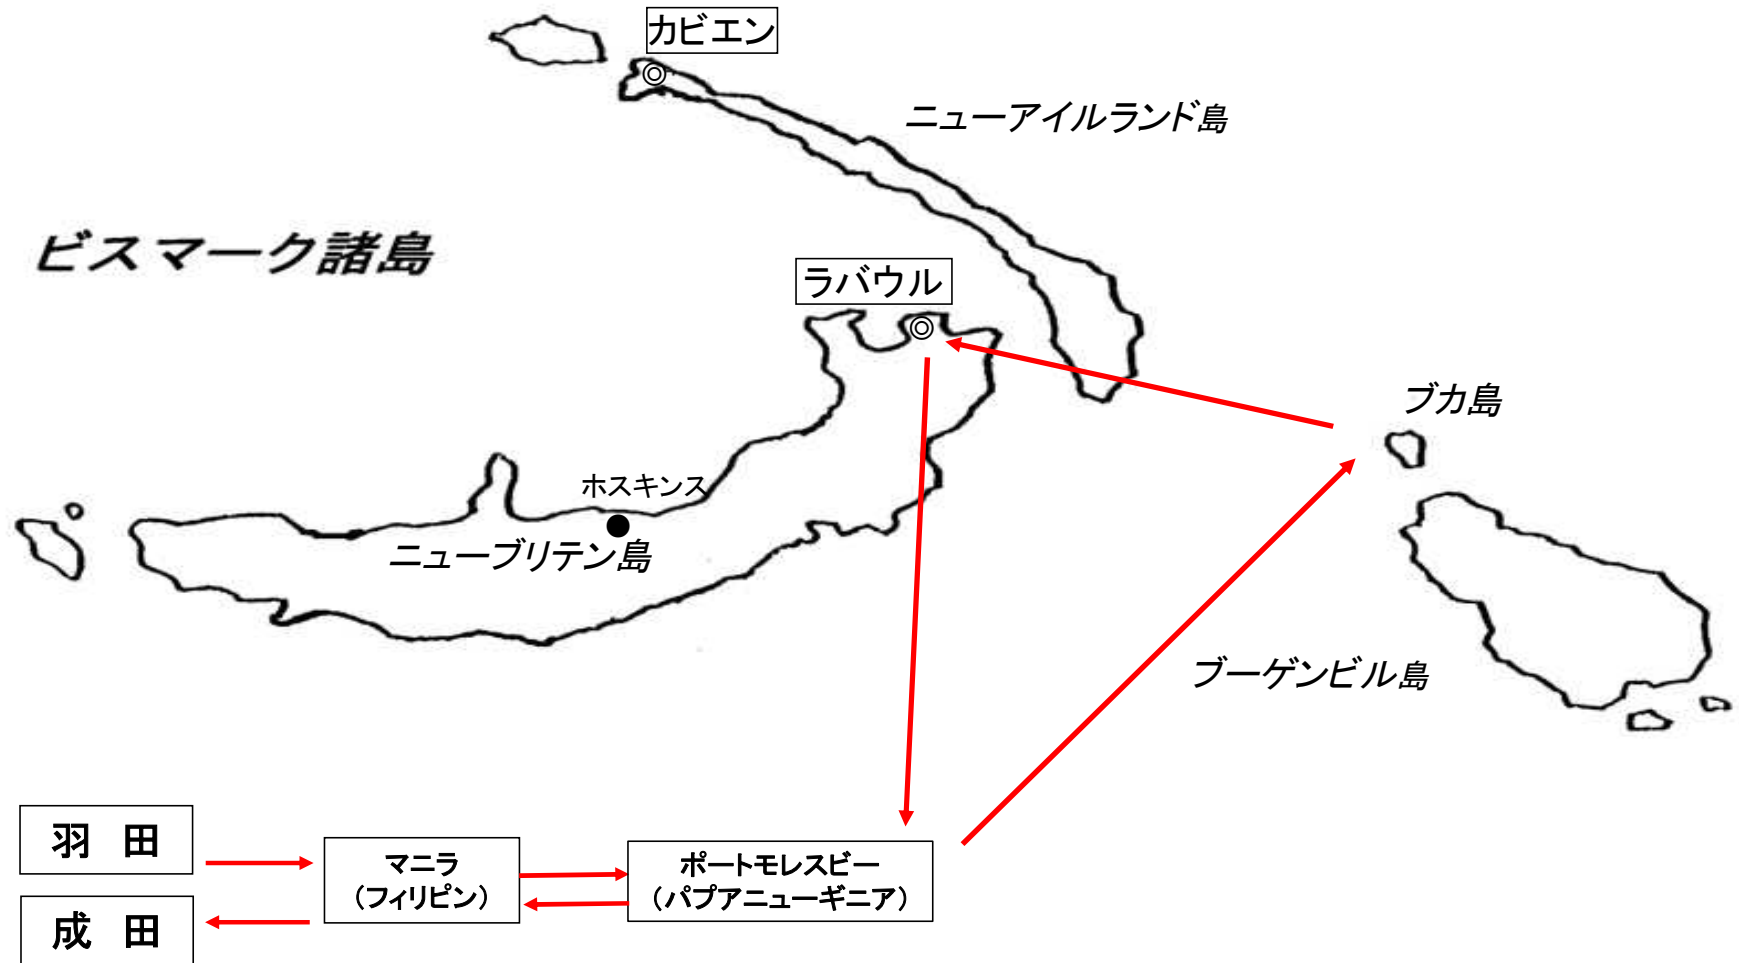 カビエン
ニューアイルランド島
ビスマーク諸島
ラバウル
ブカ島
ホスキンス
ニューブリテン島
ブーゲンビル島
羽　田
マニラ
（フィリピン）
ポートモレスビー
（パプアニューギニア）
成　田